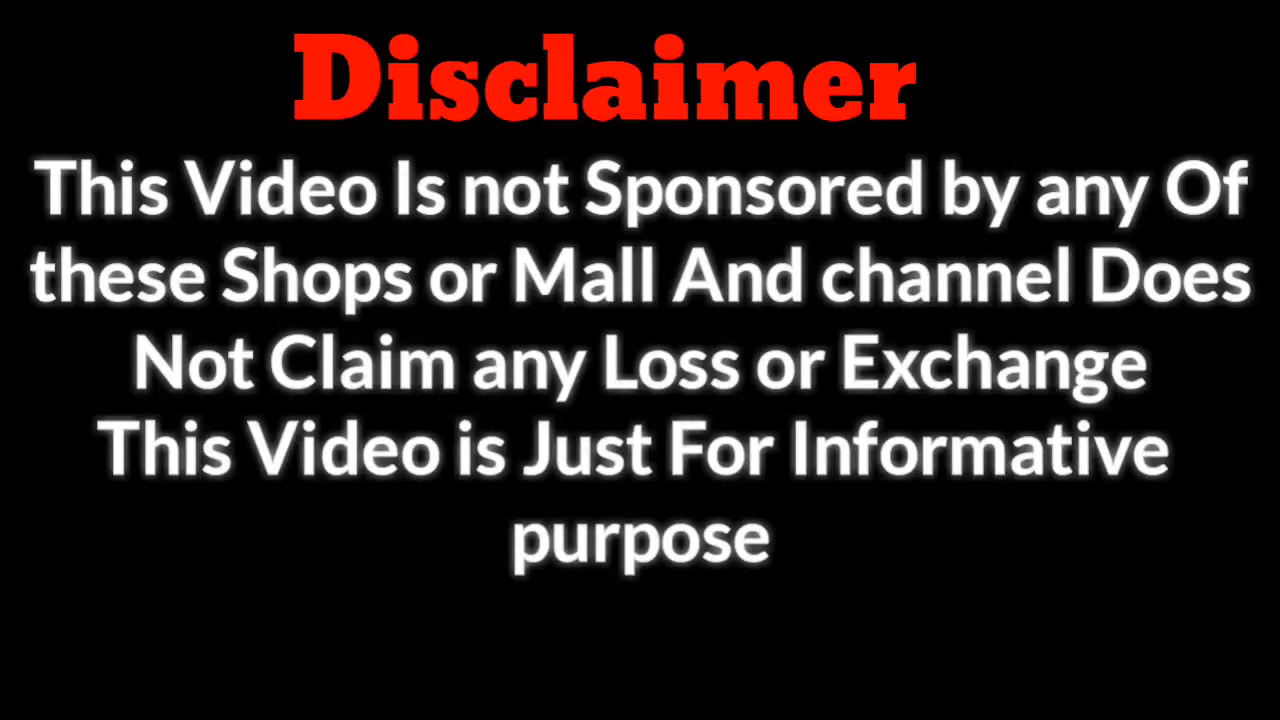 Disclaimer
This Video Is not Sponsored by any Of
these Shops or Mall And channel Does
Not Claim any Loss or Exchange
This Video is Just For Informative
purpose